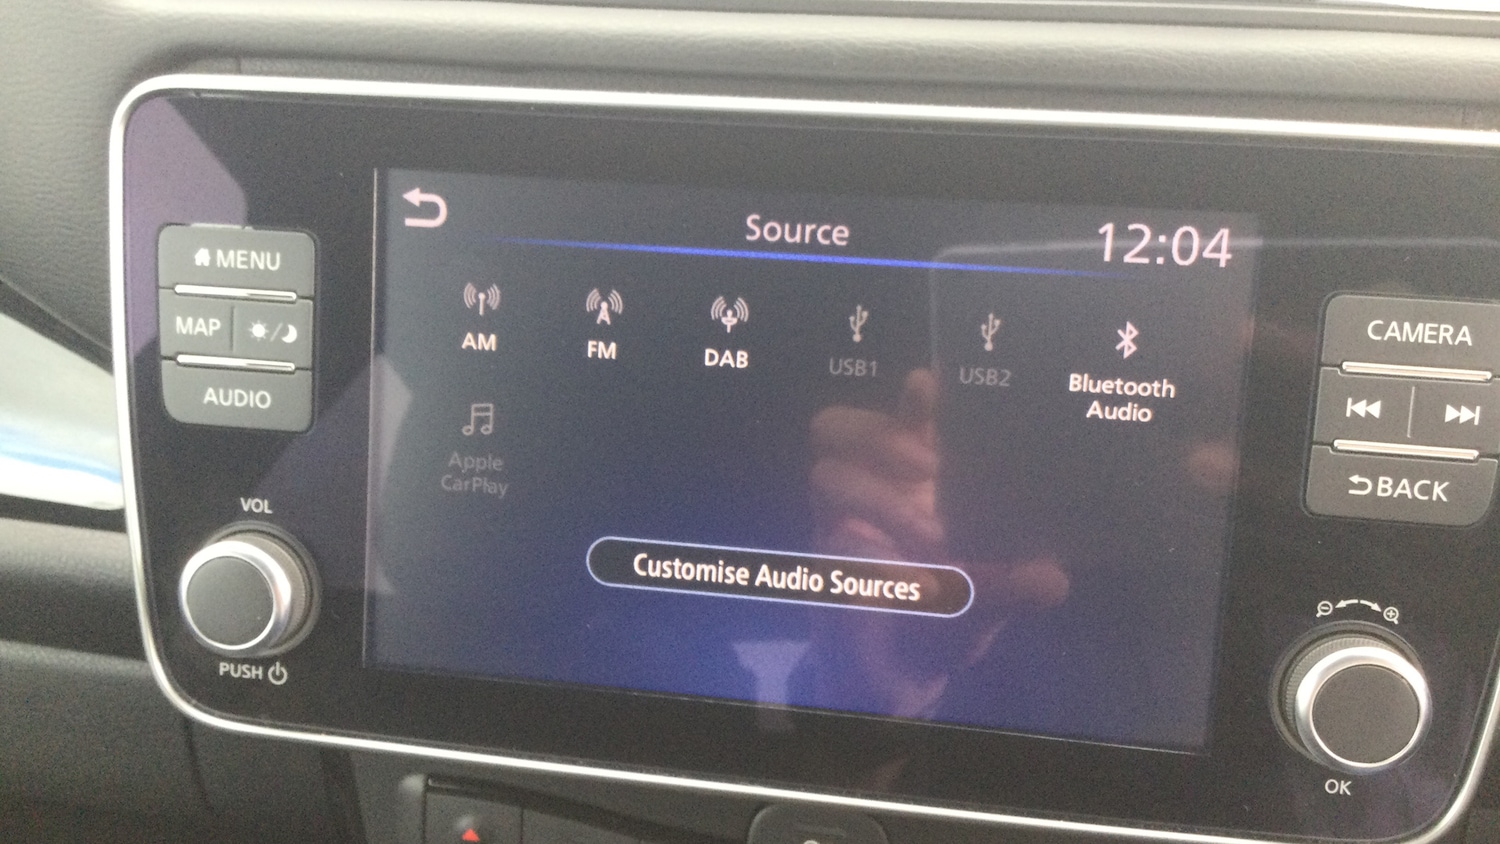 Source
12:04
MENU
MAP
AUDIO
AM
FM
DAB
USB1
USB2
Bluetooth
Audio
Apple
CarPlay
Customise Audio Sources
VOL
PUSH
CAMERA
BACK
OK